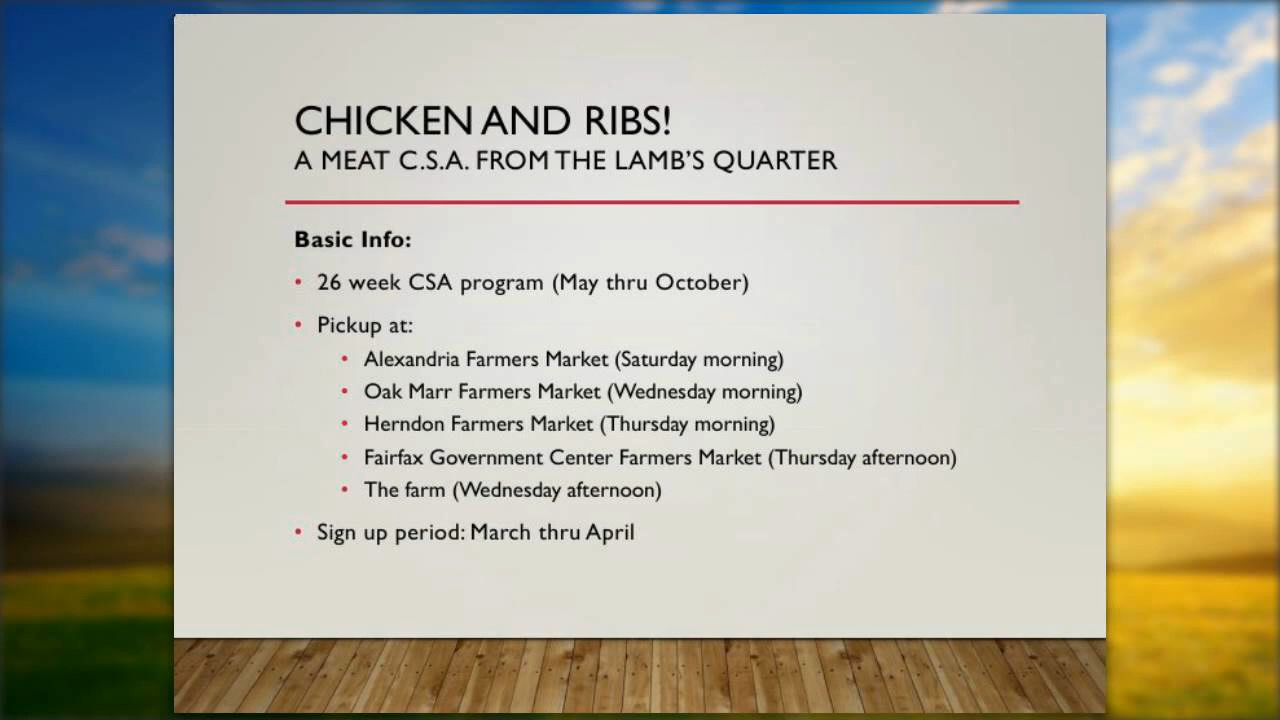 CHICKEN AND RIBS!
A MEAT C.S.A. FROM THE LAMB'S QUARTER
Basic Info:
• 26 week CSA program (May thru October)
• Pickup at:
• Alexandria Farmers Market (Saturday morning)
• Oak Marr Farmers Market (Wednesday morning)
• Herndon Farmers Market (Thursday morning)
• Fairfax Government Center Farmers Market (Thursday afternoon)
• The farm (Wednesday afternoon)
• Sign up period: March thru April